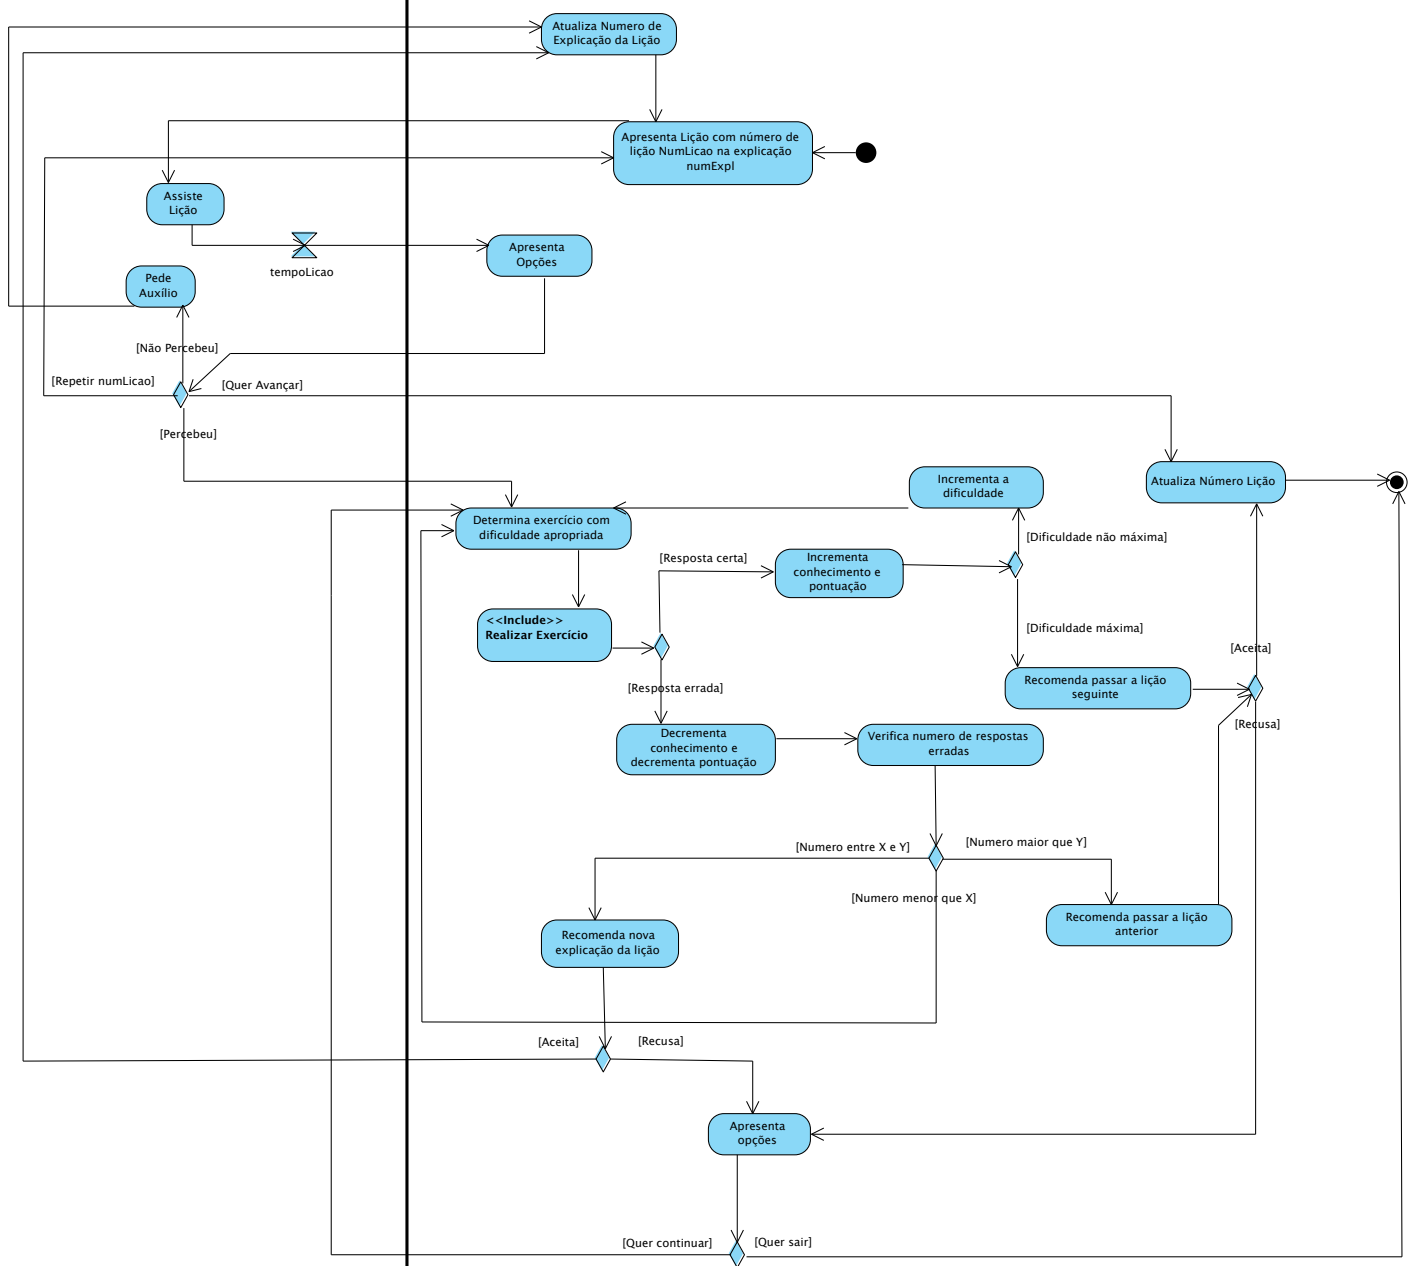 Atualiza Numero de
Explicação da Lição
Apresenta Lição com número de
lição NumLicao na explicação
numExpl
Assiste
Lição
tempoLicao
Apresenta
Opções
Pede
Auxílio
[Não Percebeu]
[Repetir numLicao]
[Quer Avançar]
[Percebeu]
Incrementa a
dificuldade
Atualiza Número Lição
Determina exercício com
dificuldade apropriada
[Dificuldade não máxima]
[Resposta certa]
Incrementa
conhecimento e
pontuação
<<Include>>
Realizar Exercício
[Dificuldade máxima]
[Aceita]
Recomenda passar a lição
seguinte
[Resposta errada]
[Recusa]
Decrementa
conhecimento e
decrementa pontuação
Verifica numero de respostas
erradas
[Numero entre X e Y]
[Numero maior que Y]
[Numero menor que X]
Recomenda passar a lição
anterior
Recomenda nova
explicação da lição
[Aceita]
[Recusa]
Apresenta
opções
[Quer continuar]
[Quer sair]